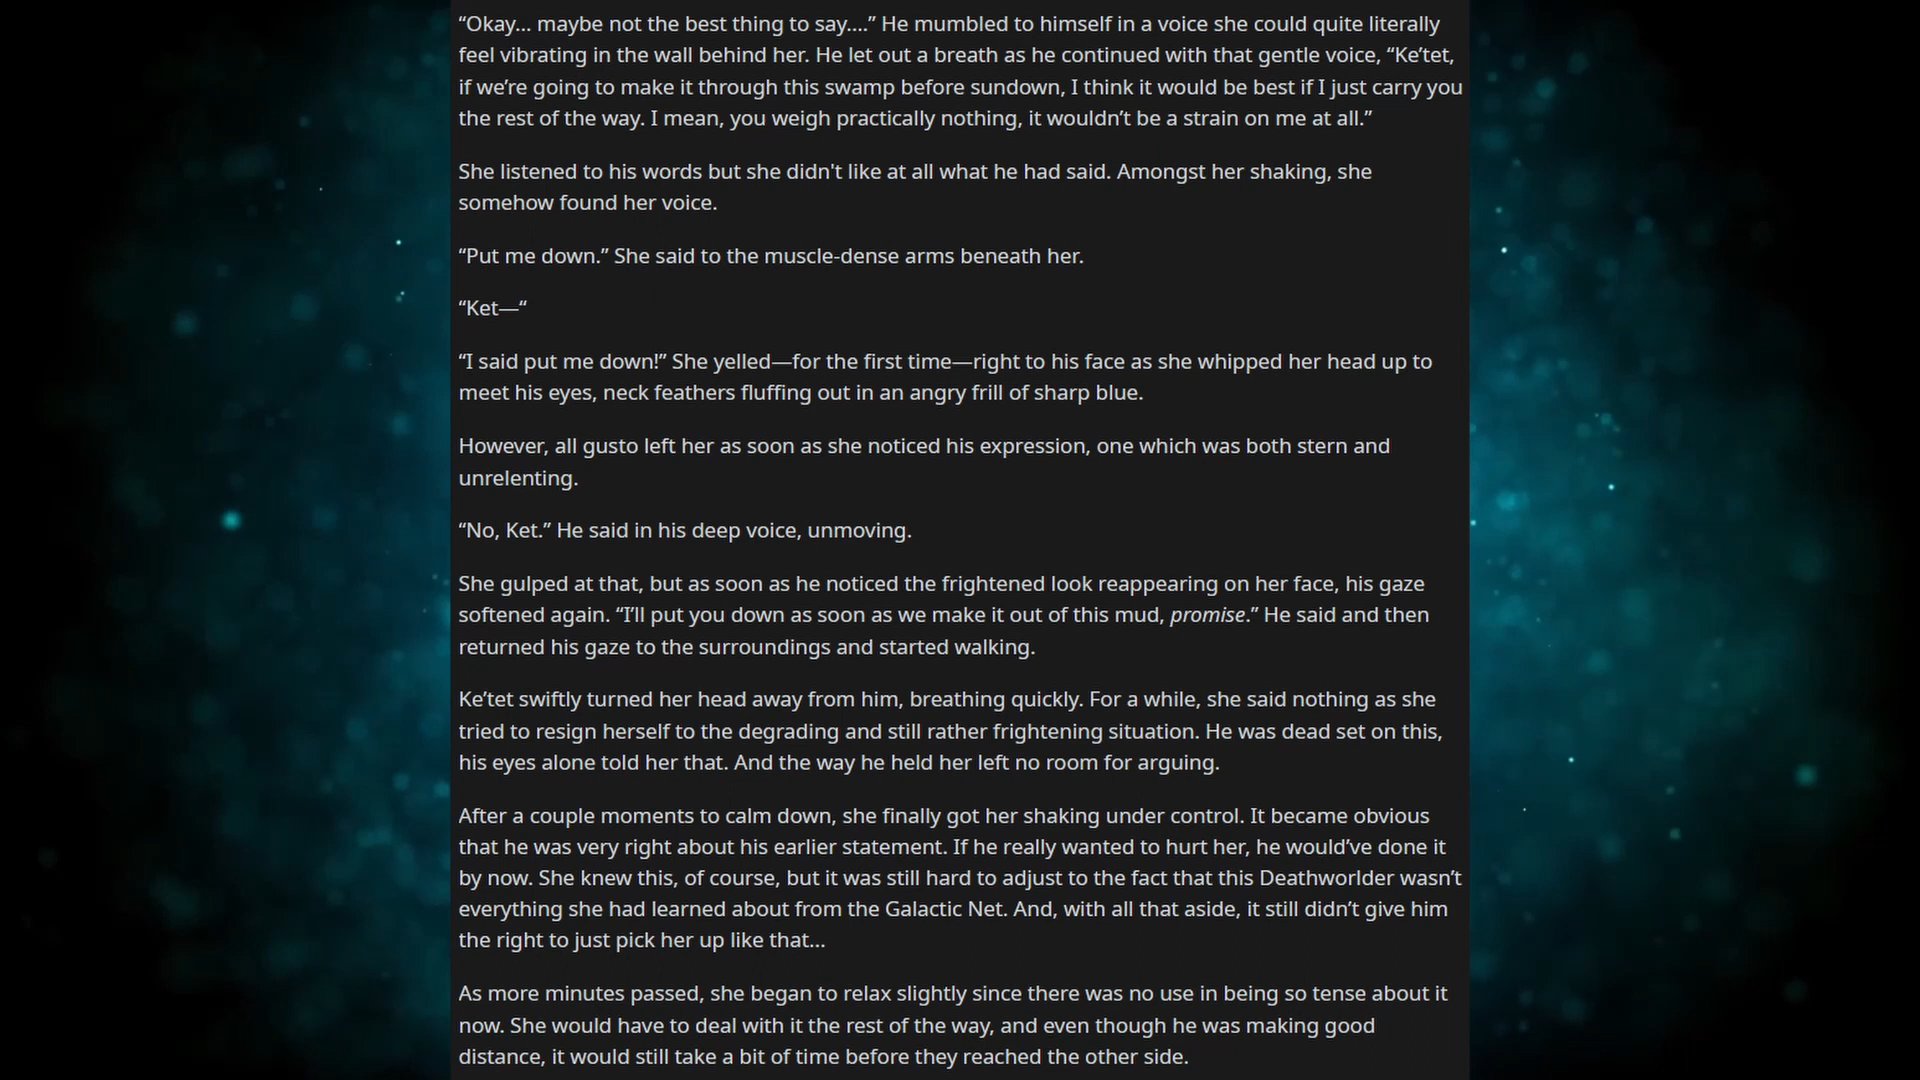 “Okay... maybe not the best thing to say....” He mumbled to himself in a voice she could quite literally
feel vibrating in the wall behind her. He let out a breath as he continued with that gentle voice, “Ke’tet,
if we’re going to make it through this swamp before sundown, I think it would be best if I just carry you
the rest of the way. I mean, you weigh practically nothing, it wouldn’t be a strain on me at all.”
She listened to his words but she didn't like at all what he had said. Amongst her shaking, she
somehow found her voice.
“Put me down.” She said to the muscle-dense arms beneath her.
“Ket—“
“I said put me down!” She yelled—for the first time—right to his face as she whipped her head up to
meet his eyes, neck feathers fluffing out in an angry frill of sharp blue.
However, all gusto left her as soon as she noticed his expression, one which was both stern and
unrelenting.
“No, Ket.” He said in his deep voice, unmoving.
She gulped at that, but as soon as he noticed the frightened look reappearing on her face, his gaze
softened again. “I’ll put you down as soon as we make it out of this mud, promise.” He said and then
returned his gaze to the surroundings and started walking.
Ke’tet swiftly turned her head away from him, breathing quickly. For a while, she said nothing as she
tried to resign herself to the degrading and still rather frightening situation. He was dead set on this,
his eyes alone told her that. And the way he held her left no room for arguing.
After a couple moments to calm down, she finally got her shaking under control. It became obvious
that he was very right about his earlier statement. If he really wanted to hurt her, he would’ve done it
by now. She knew this, of course, but it was still hard to adjust to the fact that this Deathworlder wasn’t
everything she had learned about from the Galactic Net. And, with all that aside, it still didn’t give him
the right to just pick her up like that...
As more minutes passed, she began to relax slightly since there was no use in being so tense about it
now. She would have to deal with it the rest of the way, and even though he was making good
distance, it would still take a bit of time before they reached the other side.